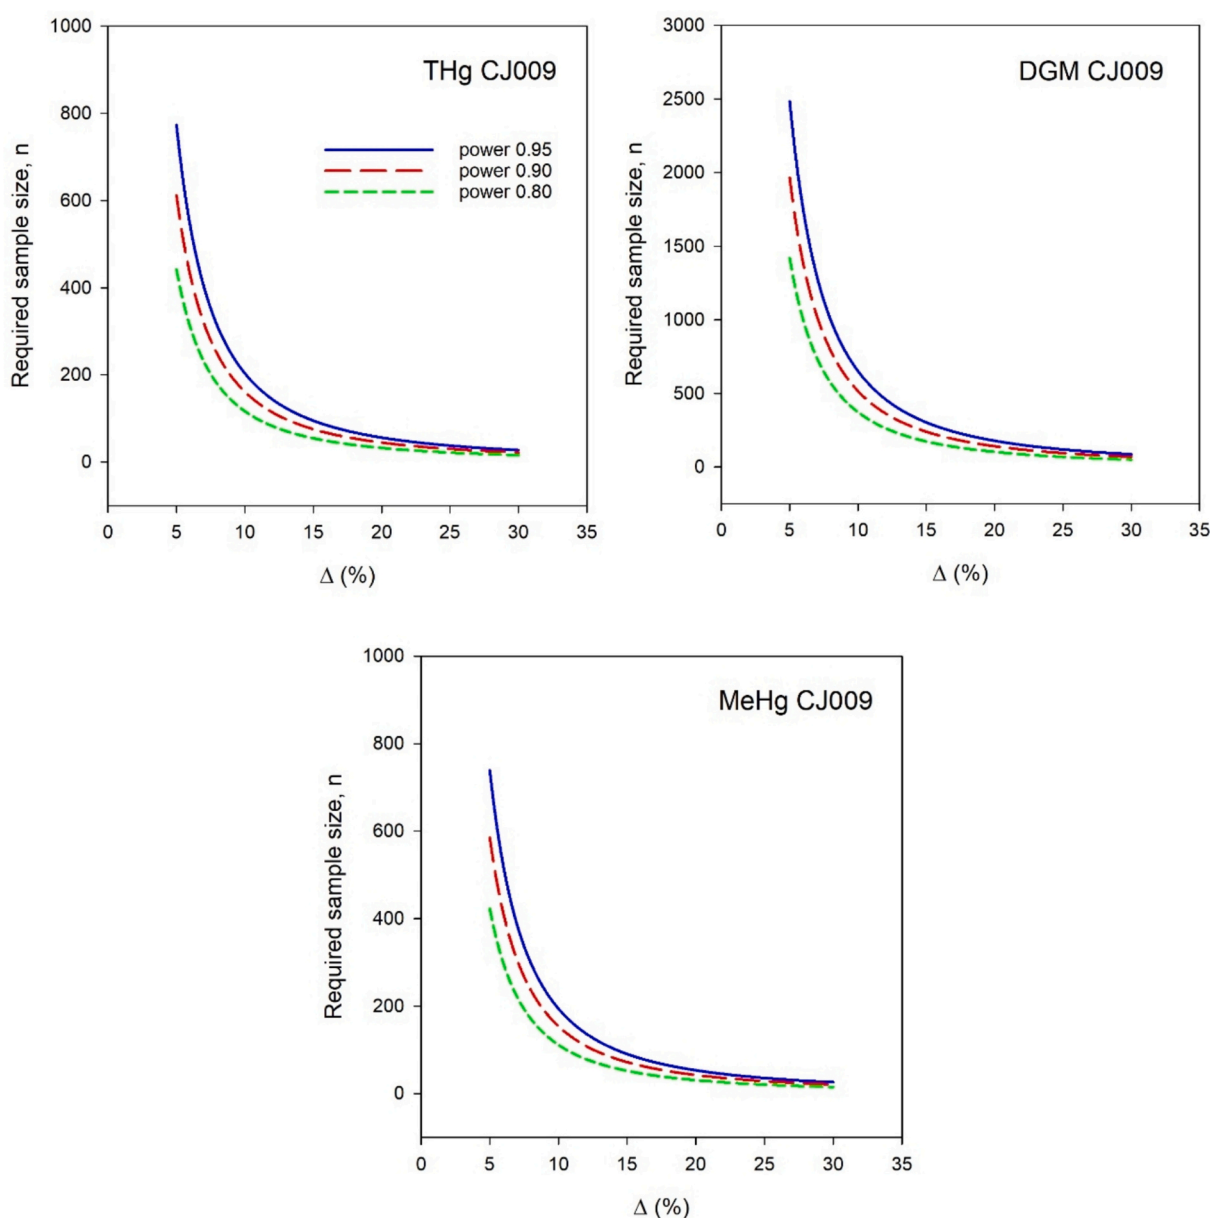 THg CJ009
1000
800
600
400
200
0
Required sample size, n
power 0.95
power 0.90
power 0.80
0 5 10 15 20 25 30 35
Δ (%)
DGM CJ009
3000
2500
2000
1500
1000
500
0
Required sample size, n
0 5 10 15 20 25 30 35
Δ (%)
MeHg CJ009
1000
800
600
400
200
0
Required sample size, n
0 5 10 15 20 25 30 35
Δ (%)